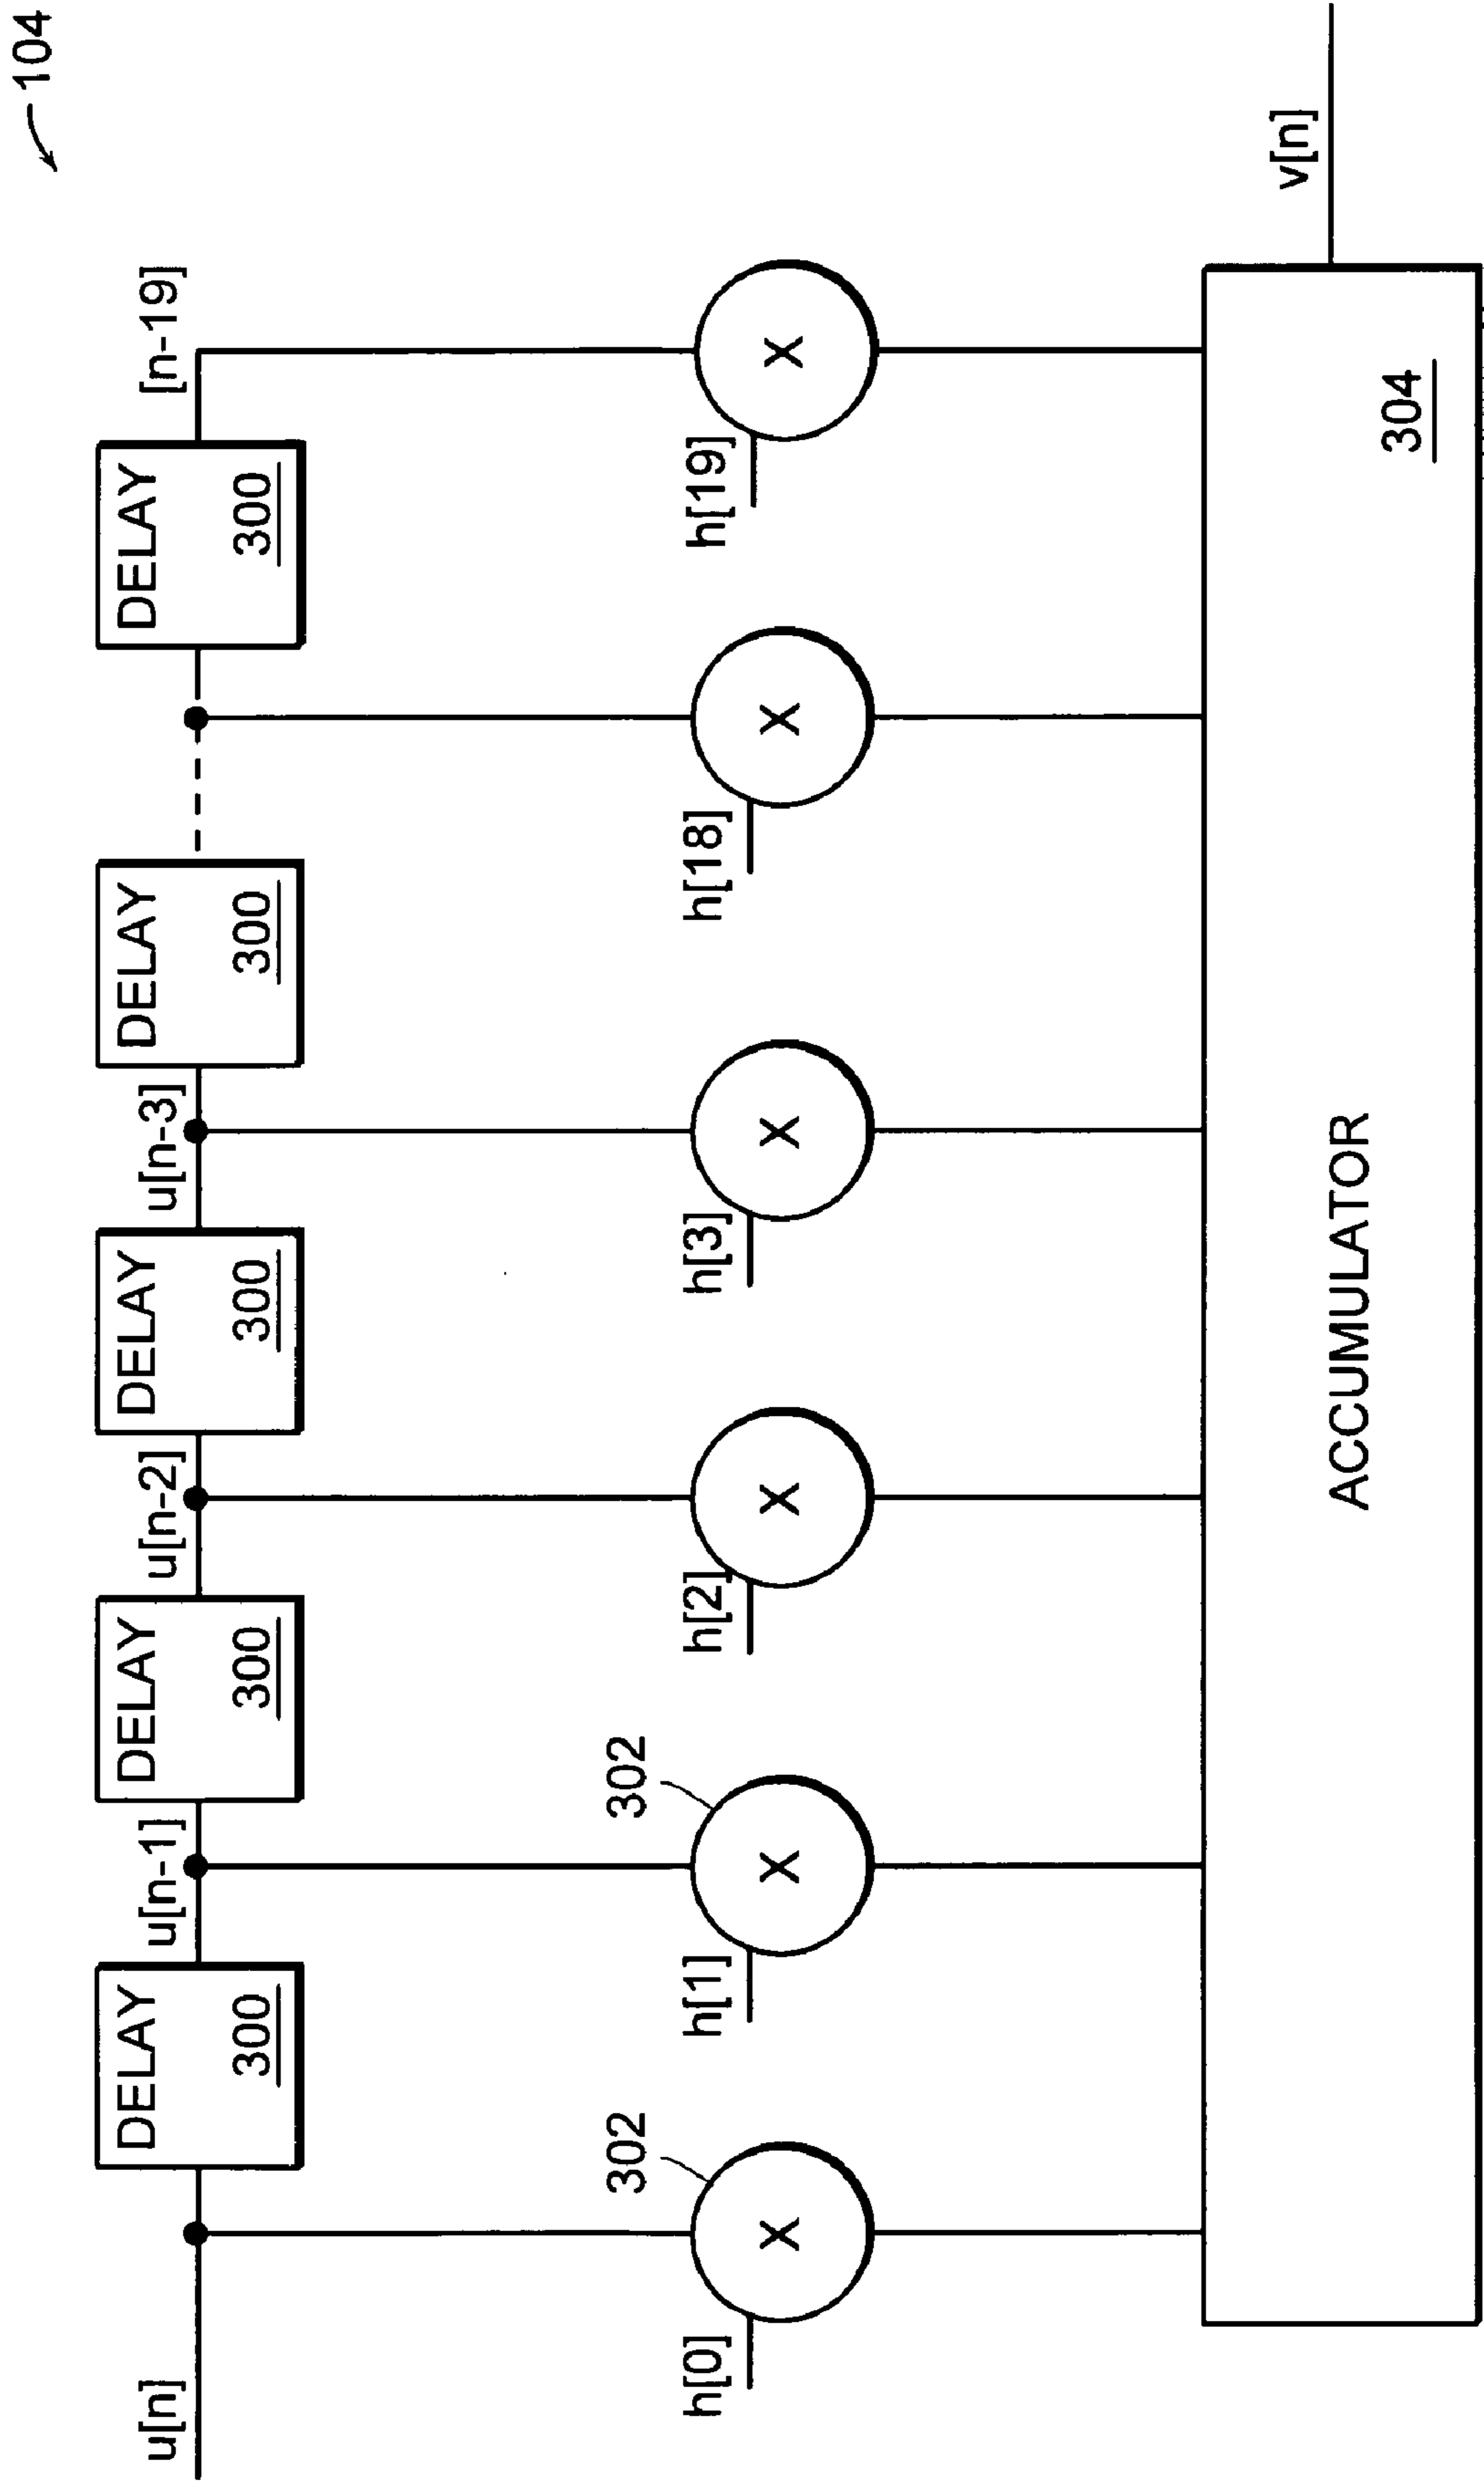 104
u[n]
DELAY
300
u[n-1]
DELAY
300
u[n-2]
DELAY
300
u[n-3]
DELAY
300
DELAY
300
[n-19]
302
302
h[0]
X
h[1]
X
h[2]
X
h[3]
X
h[18]
X
h[19]
X
v[n]
ACCUMULATOR
304